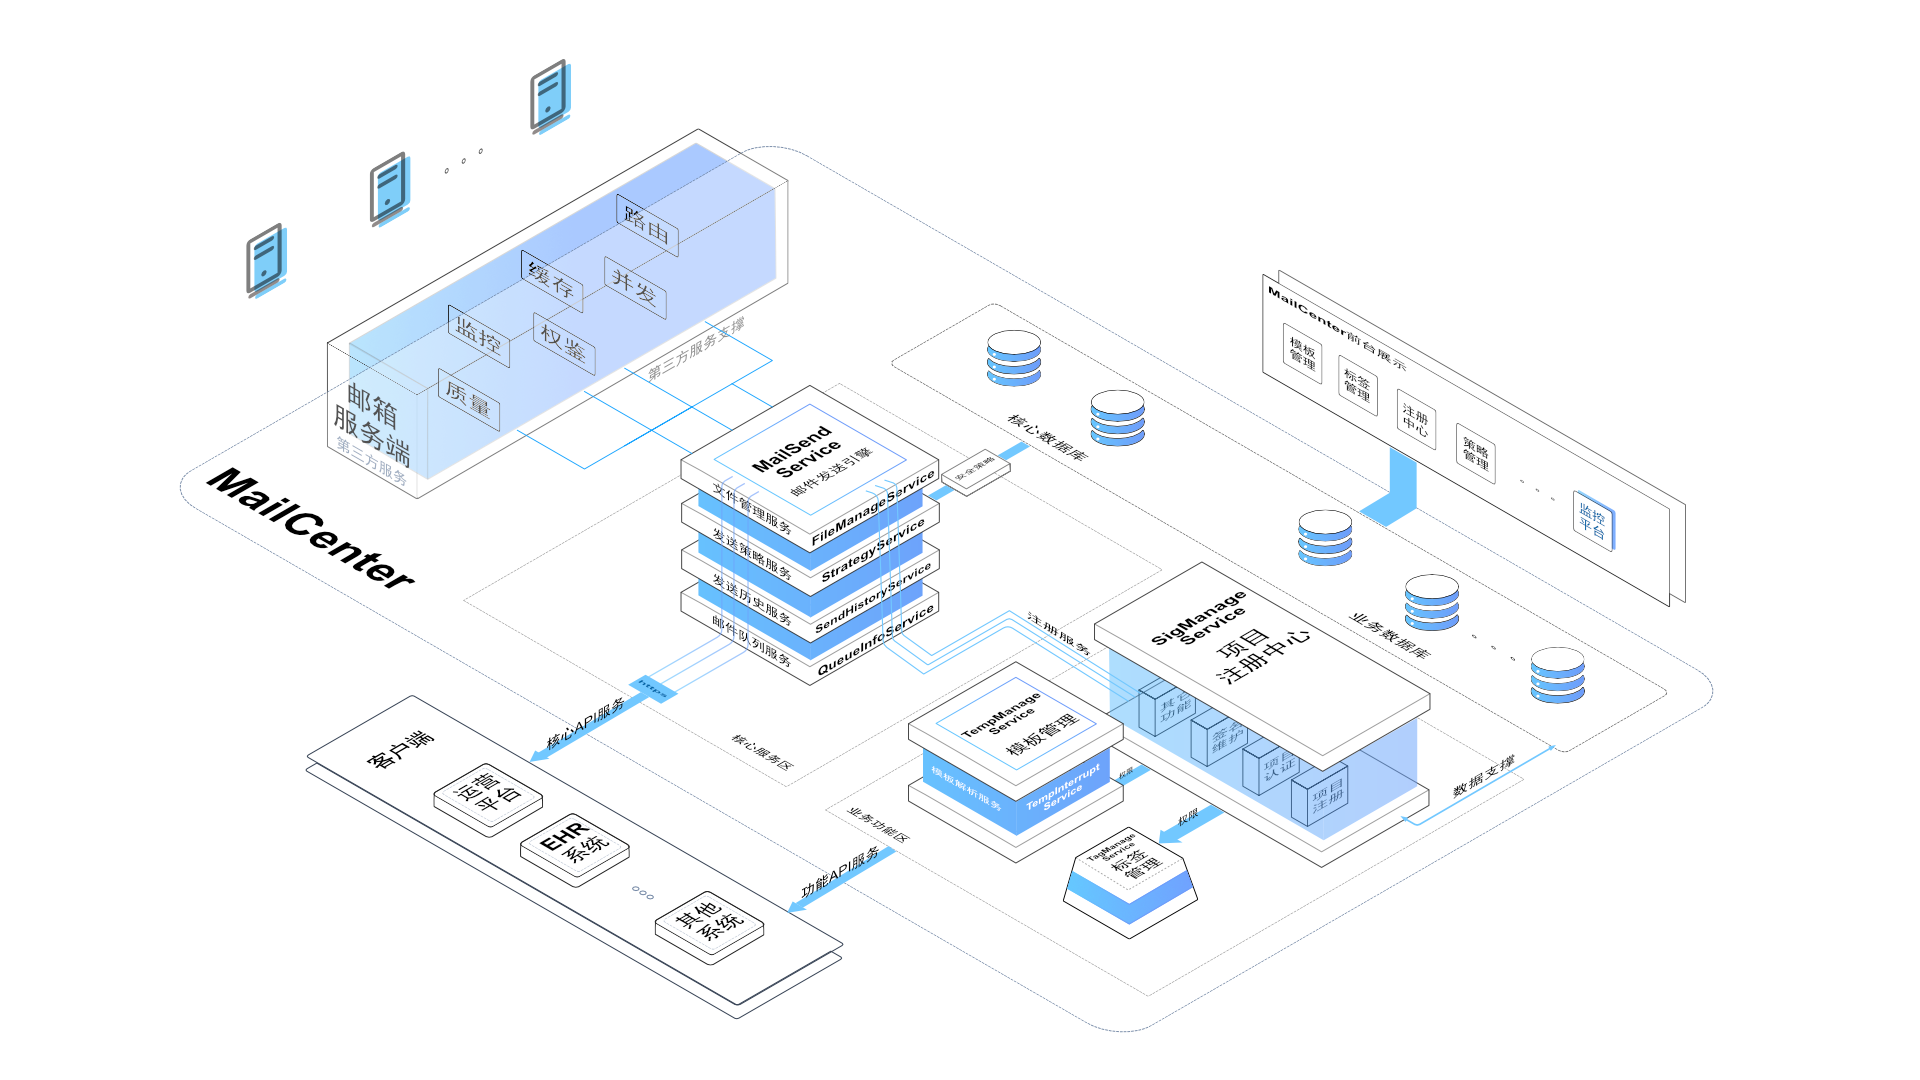 路由
缓存
并发
监控
权鉴
质量
邮箱
服务端
第三方服务
第三方服务支撑
MailCenter
MailSend
Service
邮件发送引擎
文件管理服务
FileManageService
发送策略服务
StrategyService
发送历史服务
SendHistoryService
邮件队列服务
QueueInfoService
安全策略
核心数据库
MailCenter前台展示
模板
管理
标签
管理
注册
中心
策略
管理
监控
平台
业务数据库
注册服务
SigManage
Service
项目
注册中心
其它
功能
签名
维护
项目
认证
项目
注册
数据支撑
TempManage
Service
模板管理
模板解析服务
TempInterrupt
Service
权限
权限
TagManage
Service
标签
管理
https
核心API服务
核心服务区
业务功能区
功能API服务
客户端
运营
平台
EHR
系统
其他
系统